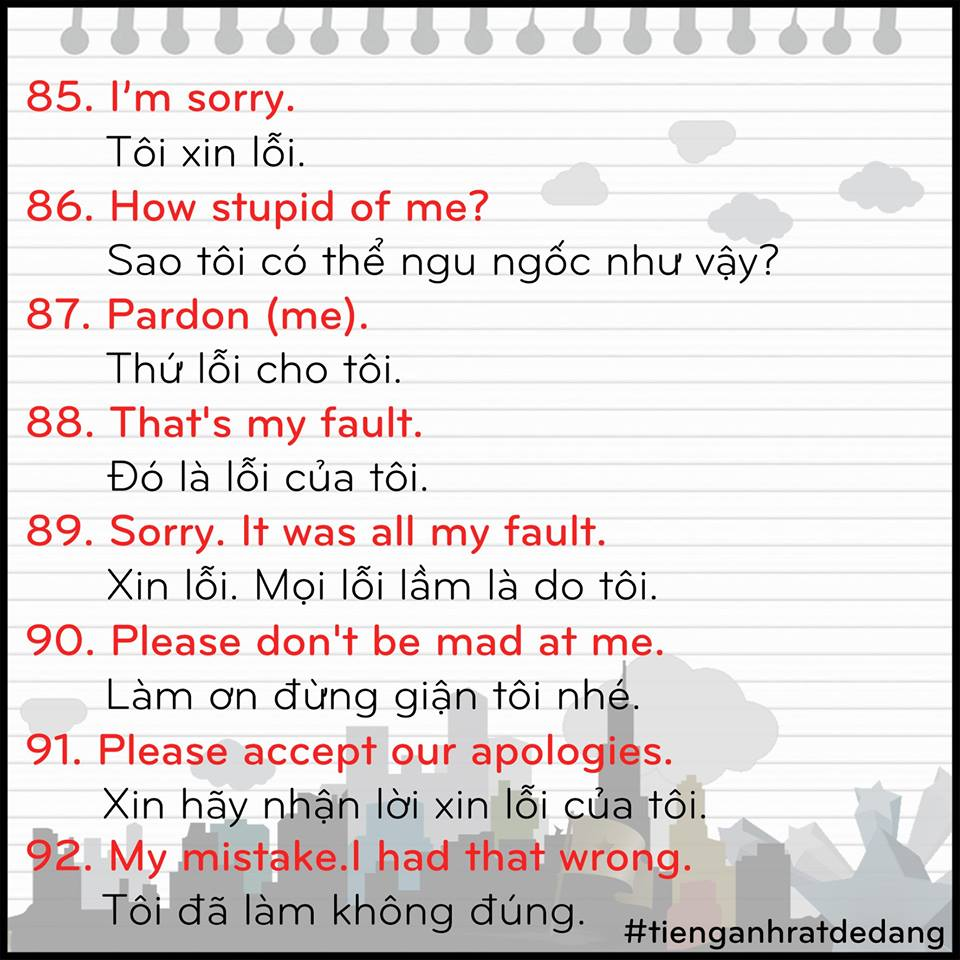 85. I'm sorry.
Tôi xin lỗi.
86. How stupid of me?
Sao tôi có thể ngu ngốc như vậy?
87. Pardon (me).
Thứ lỗi cho tôi.
88. That's my fault.
Đó là lỗi của tôi.
89. Sorry. It was all my fault.
Xin lỗi. Mọi lỗi lầm là do tôi.
90. Please don't be mad at me.
Làm ơn đừng giận tôi nhé.
91. Please accept our apologies.
Xin hãy nhận lời xin lỗi của tôi.
92. My mistake.I had that wrong.
Tôi đã làm không đúng.
#tienganhratdedang